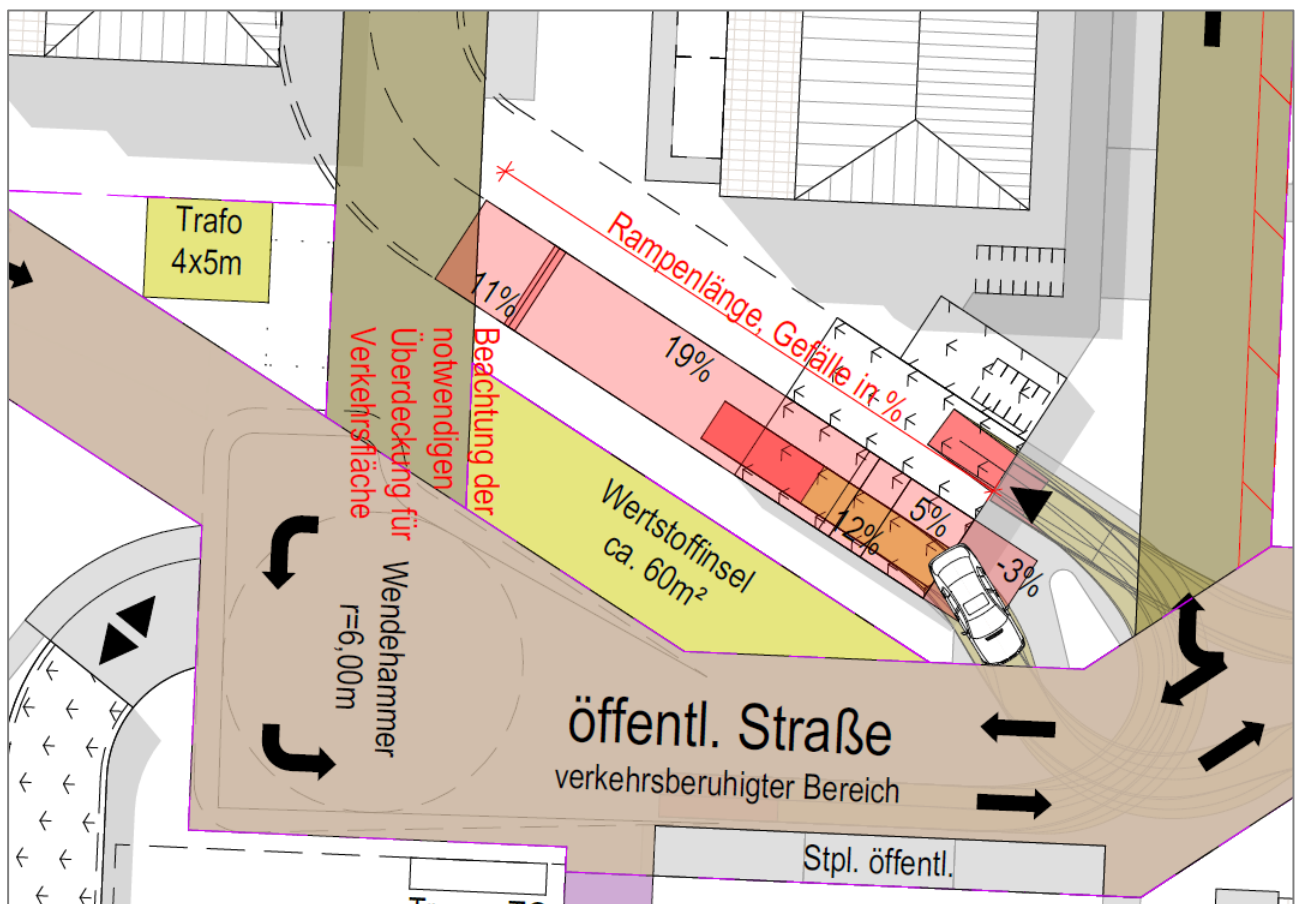 Trafo
4x5m
Rampenlänge, Gefälle in %
11%
19%
12%
5%
-3%
Beachtung der
notwendigen
Überdeckung für
Verkehrsfläche
Wertstoffinsel
ca. 60m²
Wendehammer
r=6,00m
öffentl. Straße
verkehrsberuhigter Bereich
Stpl. öffentl.